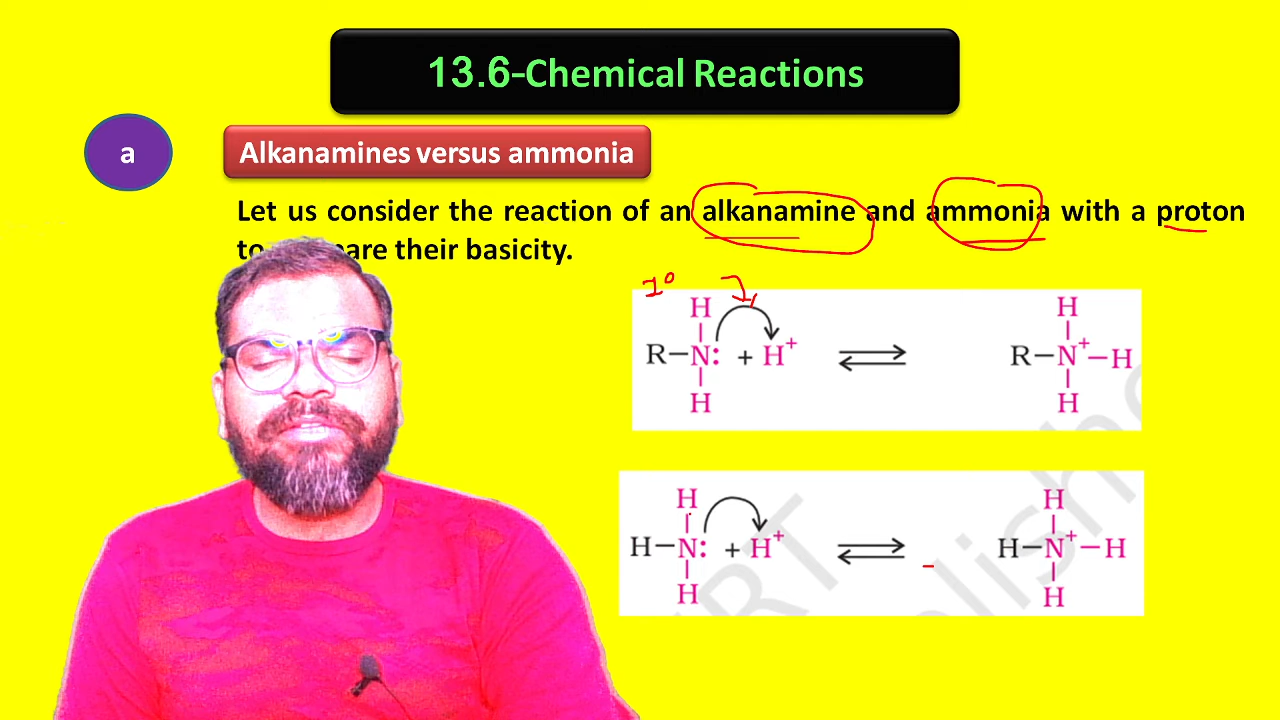 13.6-Chemical Reactions
a
Alkanamines versus ammonia
Let us consider the reaction of an alkanamine and ammonia with a proton
to their basicity.
1°
H
R–N: + H+ ⇌ R–N+–H
H
H
H
H
H–N: + H+ ⇌ H–N+–H
H
H
H